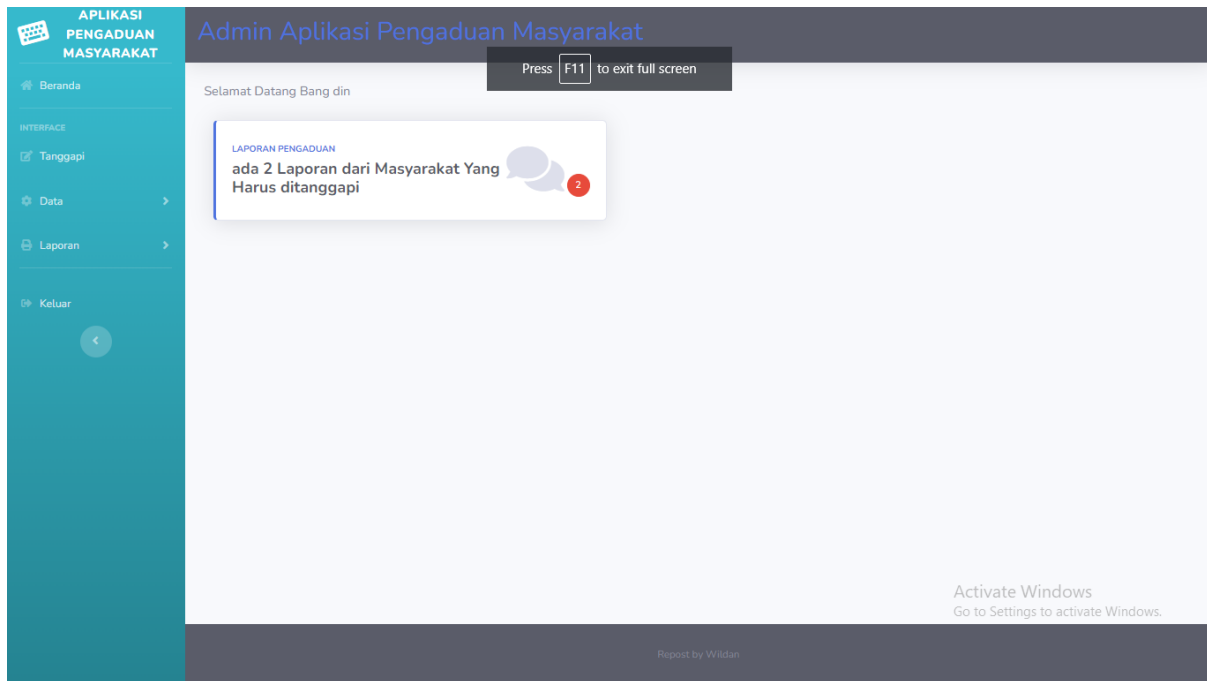 APLIKASI
PENGADUAN
MASYARAKAT
Beranda
INTERFACE
Tanggapi
Data
Laporan
Keluar
Admin Aplikasi Pengaduan Masyarakat
Press F11 to exit full screen
Selamat Datang Bang din
LAPORAN PENGADUAN
ada 2 Laporan dari Masyarakat Yang
Harus ditanggapi
2
Activate Windows
Go to Settings to activate Windows.
Repost by Wildan